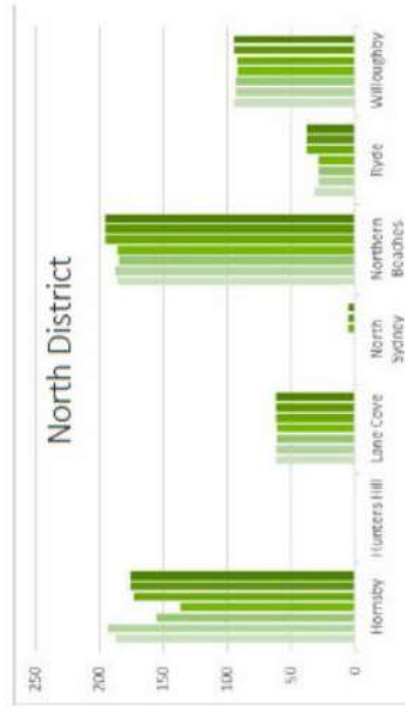 North District
250
200
150
100
50
0
Hornsby
Hunters Hill
Lane Cove
North
Sydney
Northern
Beaches
Ryde
Willoughby